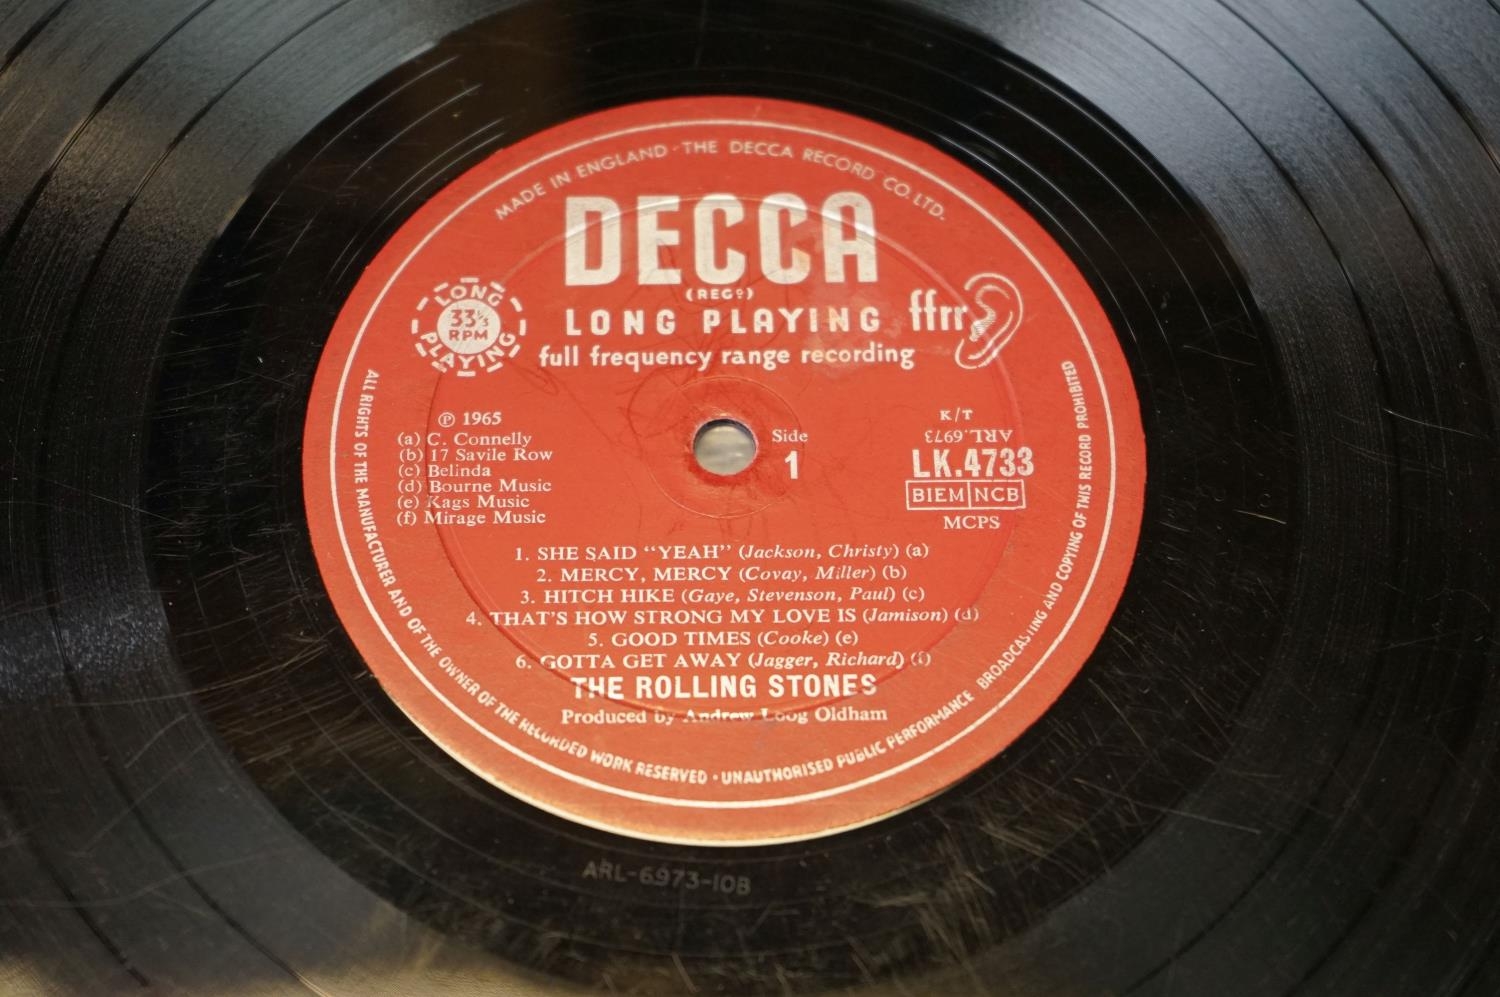 MADE IN ENGLAND · THE DECCA RECORD CO. LTD.
DECCA
(REGD)
LONG PLAYING
33⅓
RPM
LONG PLAYING
ffrr
full frequency range recording
℗ 1965
(a) C. Connelly
(b) 17 Savile Row
(c) Belinda
(d) Bourne Music
(e) Kags Music
(f) Mirage Music
Side
1
K/T
ARL.6973
LK.4733
BIEM NCB
MCPS
1. SHE SAID “YEAH” (Jackson, Christy) (a)
2. MERCY, MERCY (Covay, Miller) (b)
3. HITCH HIKE (Gaye, Stevenson, Paul) (c)
4. THAT'S HOW STRONG MY LOVE IS (Jamison) (d)
5. GOOD TIMES (Cooke) (e)
6. GOTTA GET AWAY (Jagger, Richard) (f)
THE ROLLING STONES
Produced by Andrew Loog Oldham
ALL RIGHTS OF THE MANUFACTURER AND OF THE OWNER OF THE RECORDED WORK RESERVED · UNAUTHORISED PUBLIC PERFORMANCE BROADCASTING AND COPYING OF THIS RECORD PROHIBITED
ARL-6973-10B